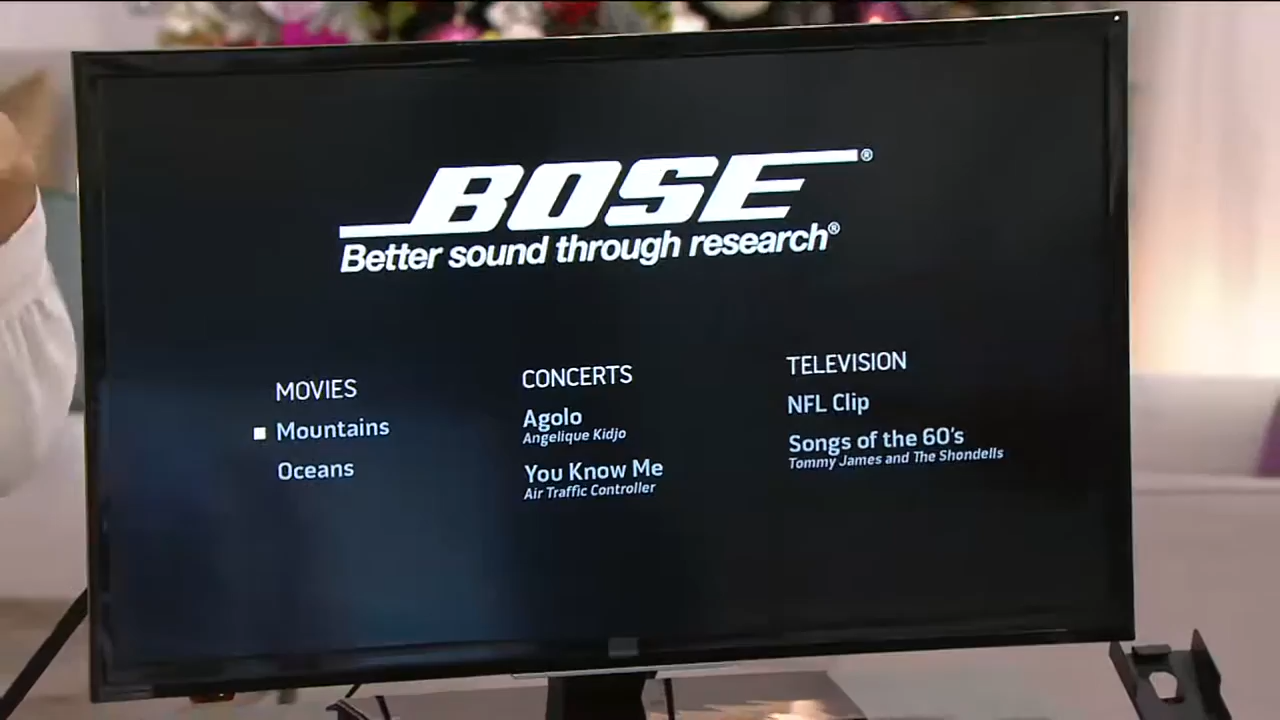 BOSE®
Better sound through research®
MOVIES
Mountains
Oceans
CONCERTS
Agolo
Angelique Kidjo
You Know Me
Air Traffic Controller
TELEVISION
NFL Clip
Songs of the 60's
Tommy James and The Shondells